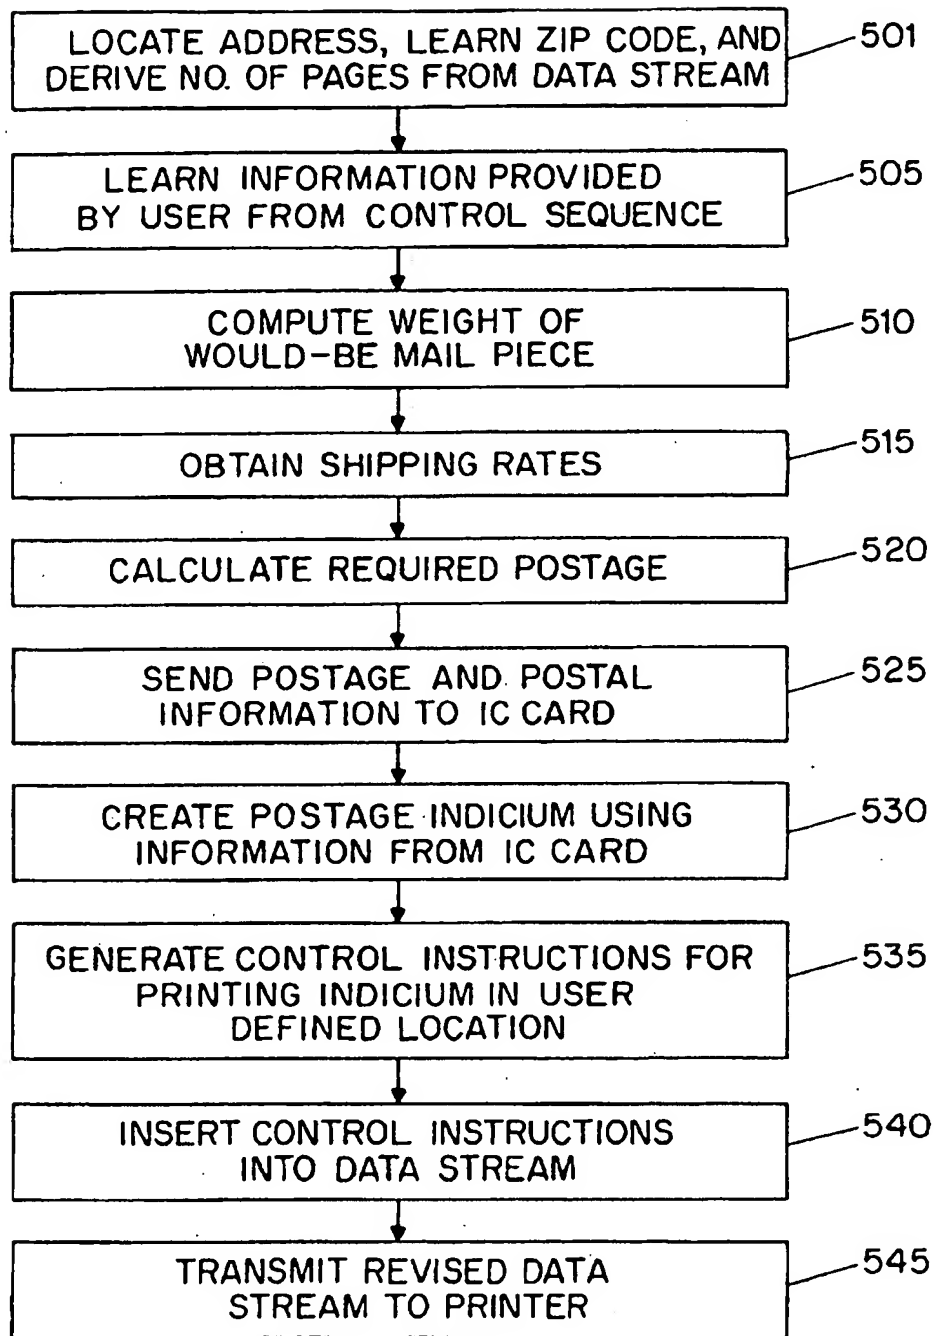 LOCATE ADDRESS, LEARN ZIP CODE, AND
DERIVE NO. OF PAGES FROM DATA STREAM
501
LEARN INFORMATION PROVIDED
BY USER FROM CONTROL SEQUENCE
505
COMPUTE WEIGHT OF
WOULD-BE MAIL PIECE
510
OBTAIN SHIPPING RATES
515
CALCULATE REQUIRED POSTAGE
520
SEND POSTAGE AND POSTAL
INFORMATION TO IC CARD
525
CREATE POSTAGE INDICIUM USING
INFORMATION FROM IC CARD
530
GENERATE CONTROL INSTRUCTIONS FOR
PRINTING INDICIUM IN USER
DEFINED LOCATION
535
INSERT CONTROL INSTRUCTIONS
INTO DATA STREAM
540
TRANSMIT REVISED DATA
STREAM TO PRINTER
545